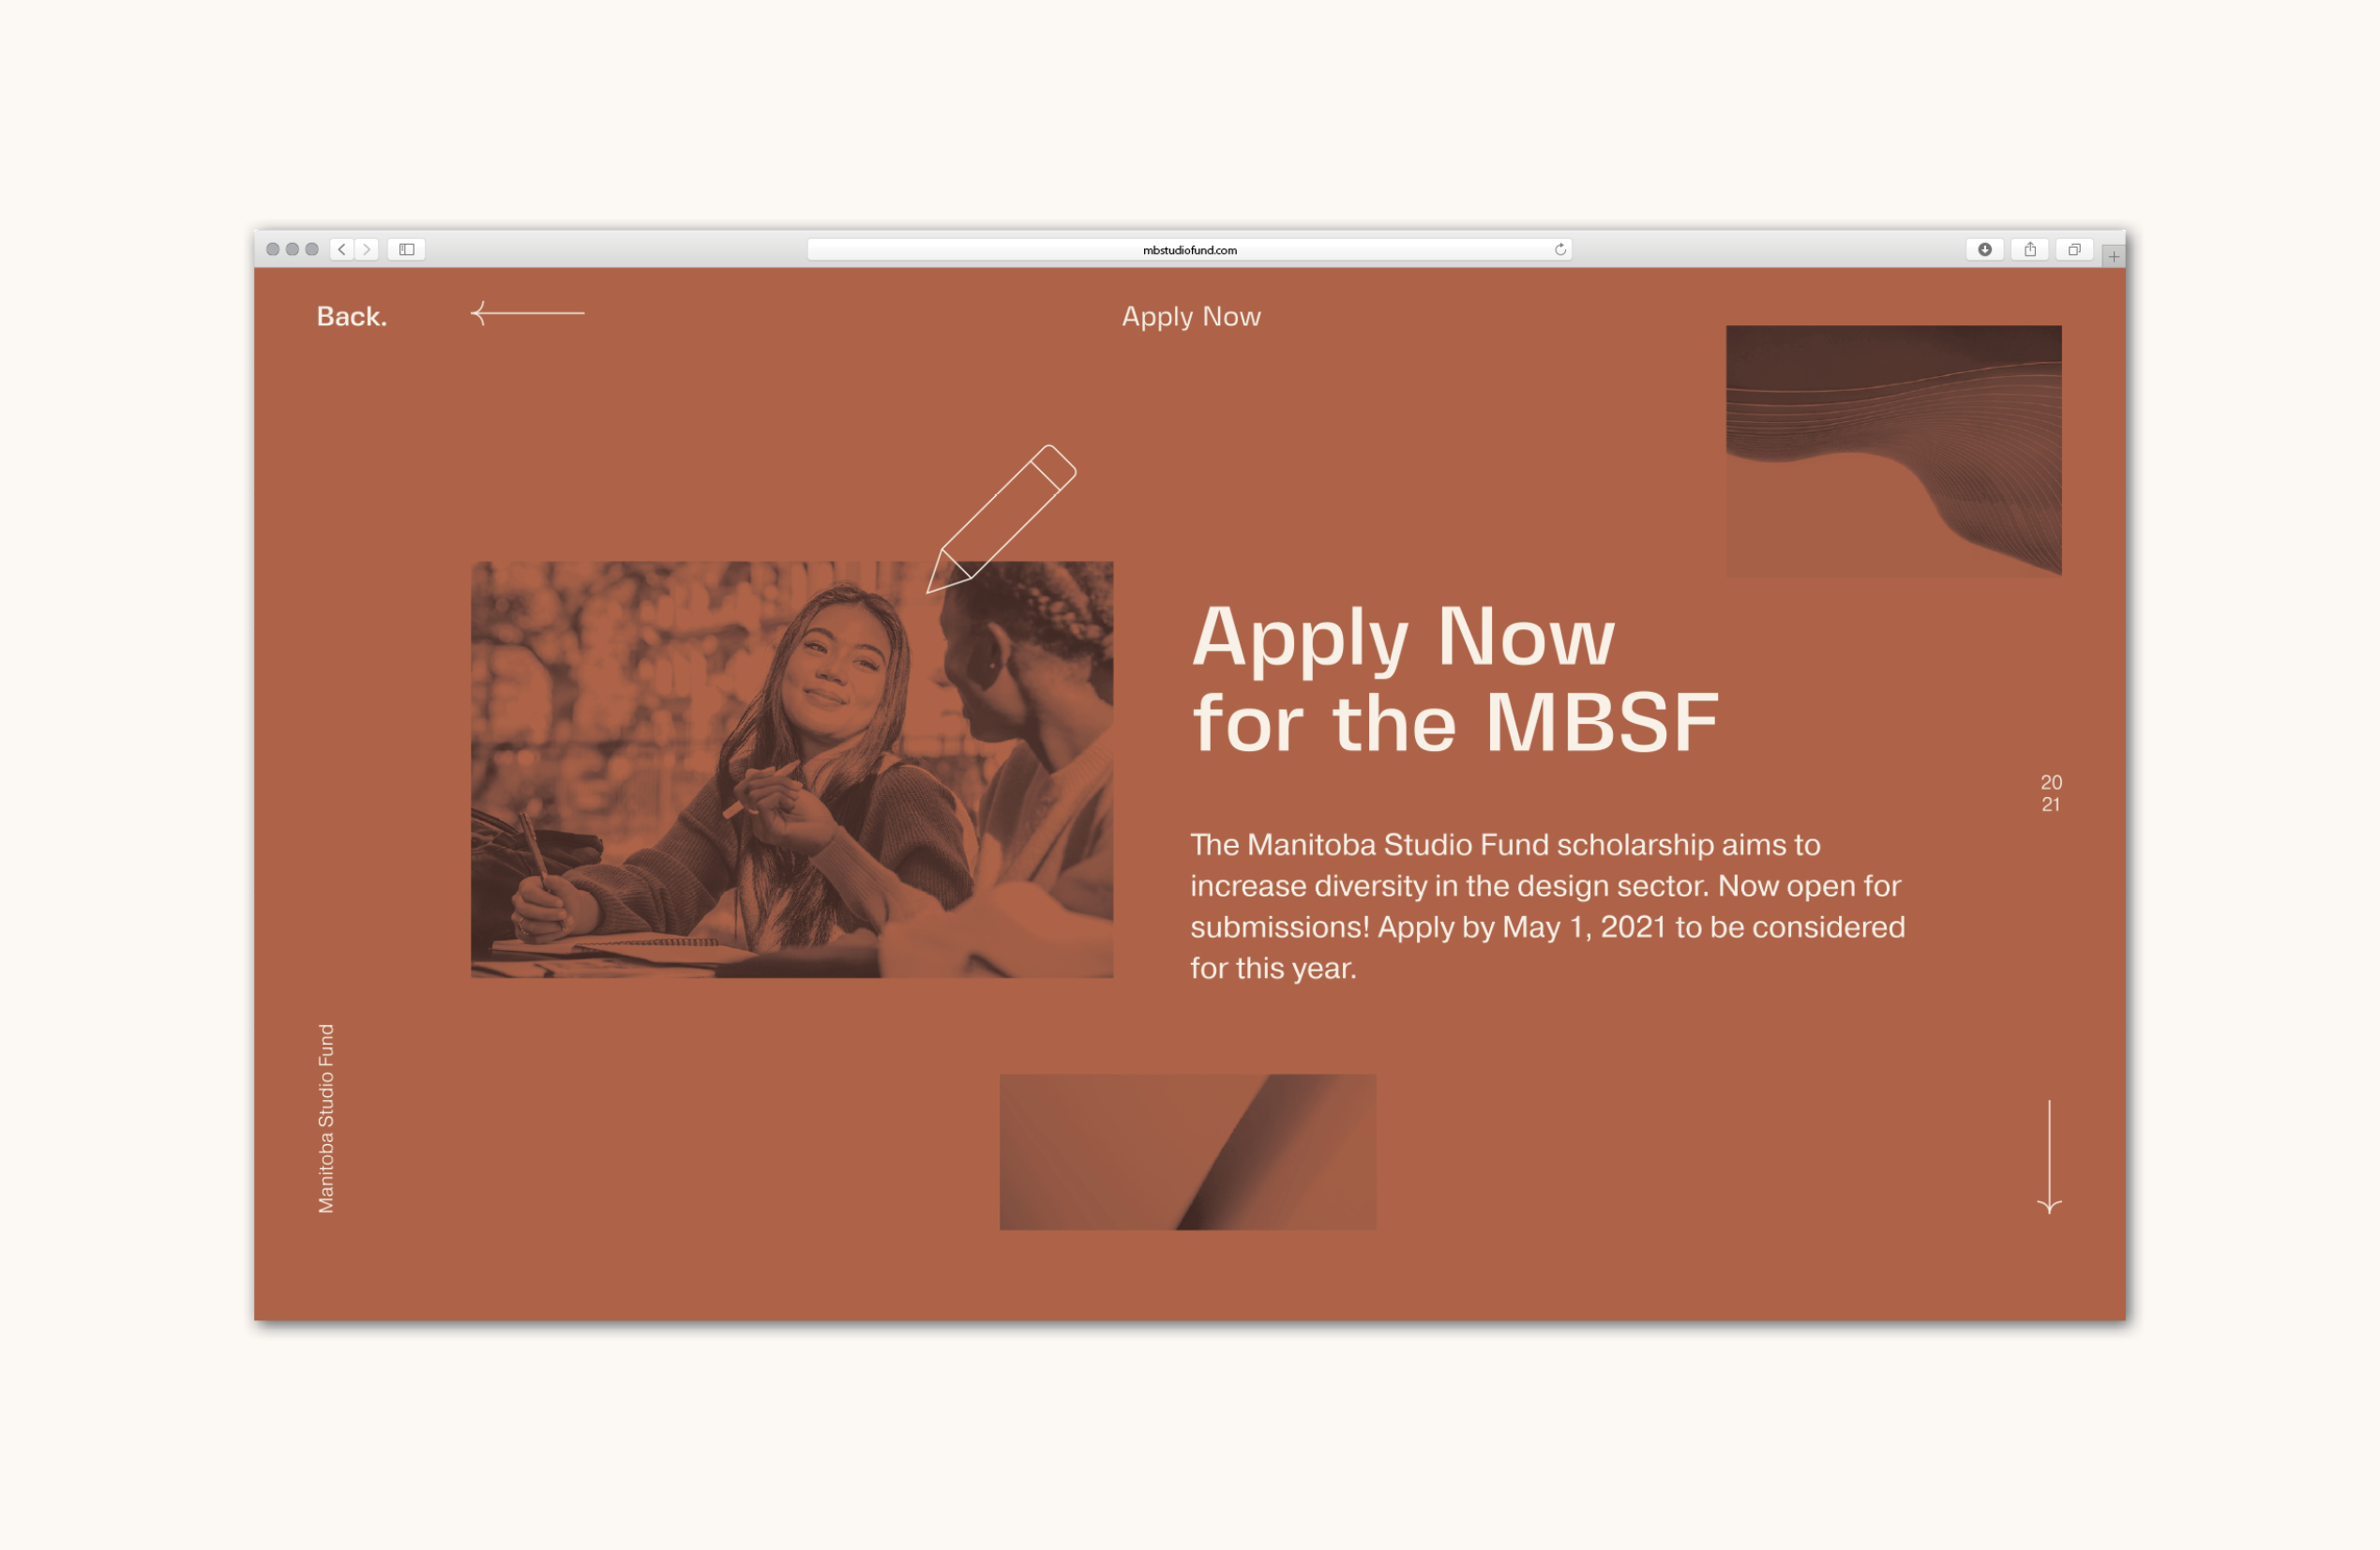 mbstudiofund.com
Back.
Apply Now
Apply Now
for the MBSF
20
21
The Manitoba Studio Fund scholarship aims to
increase diversity in the design sector. Now open for
submissions! Apply by May 1, 2021 to be considered
for this year.
Manitoba Studio Fund